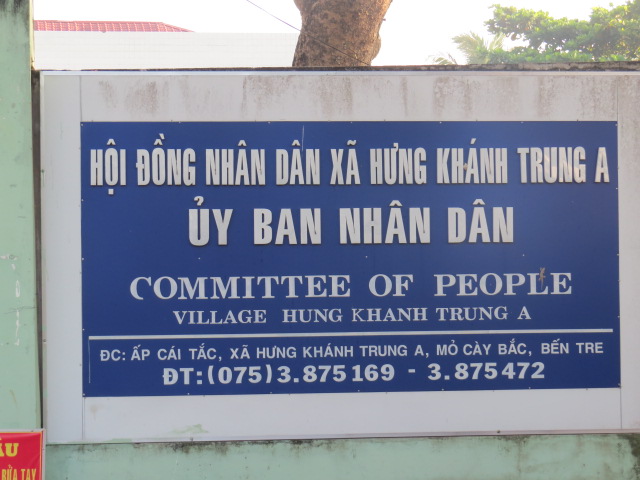 HỘI ĐỒNG NHÂN DÂN XÃ HƯNG KHÁNH TRUNG A
ỦY BAN NHÂN DÂN
COMMITTEE OF PEOPLE
VILLAGE HUNG KHANH TRUNG A
ĐC: ẤP CÁI TẮC, XÃ HƯNG KHÁNH TRUNG A, MỎ CÀY BẮC, BẾN TRE
ĐT: (075)3.875169 - 3.875472
RỬA TAY